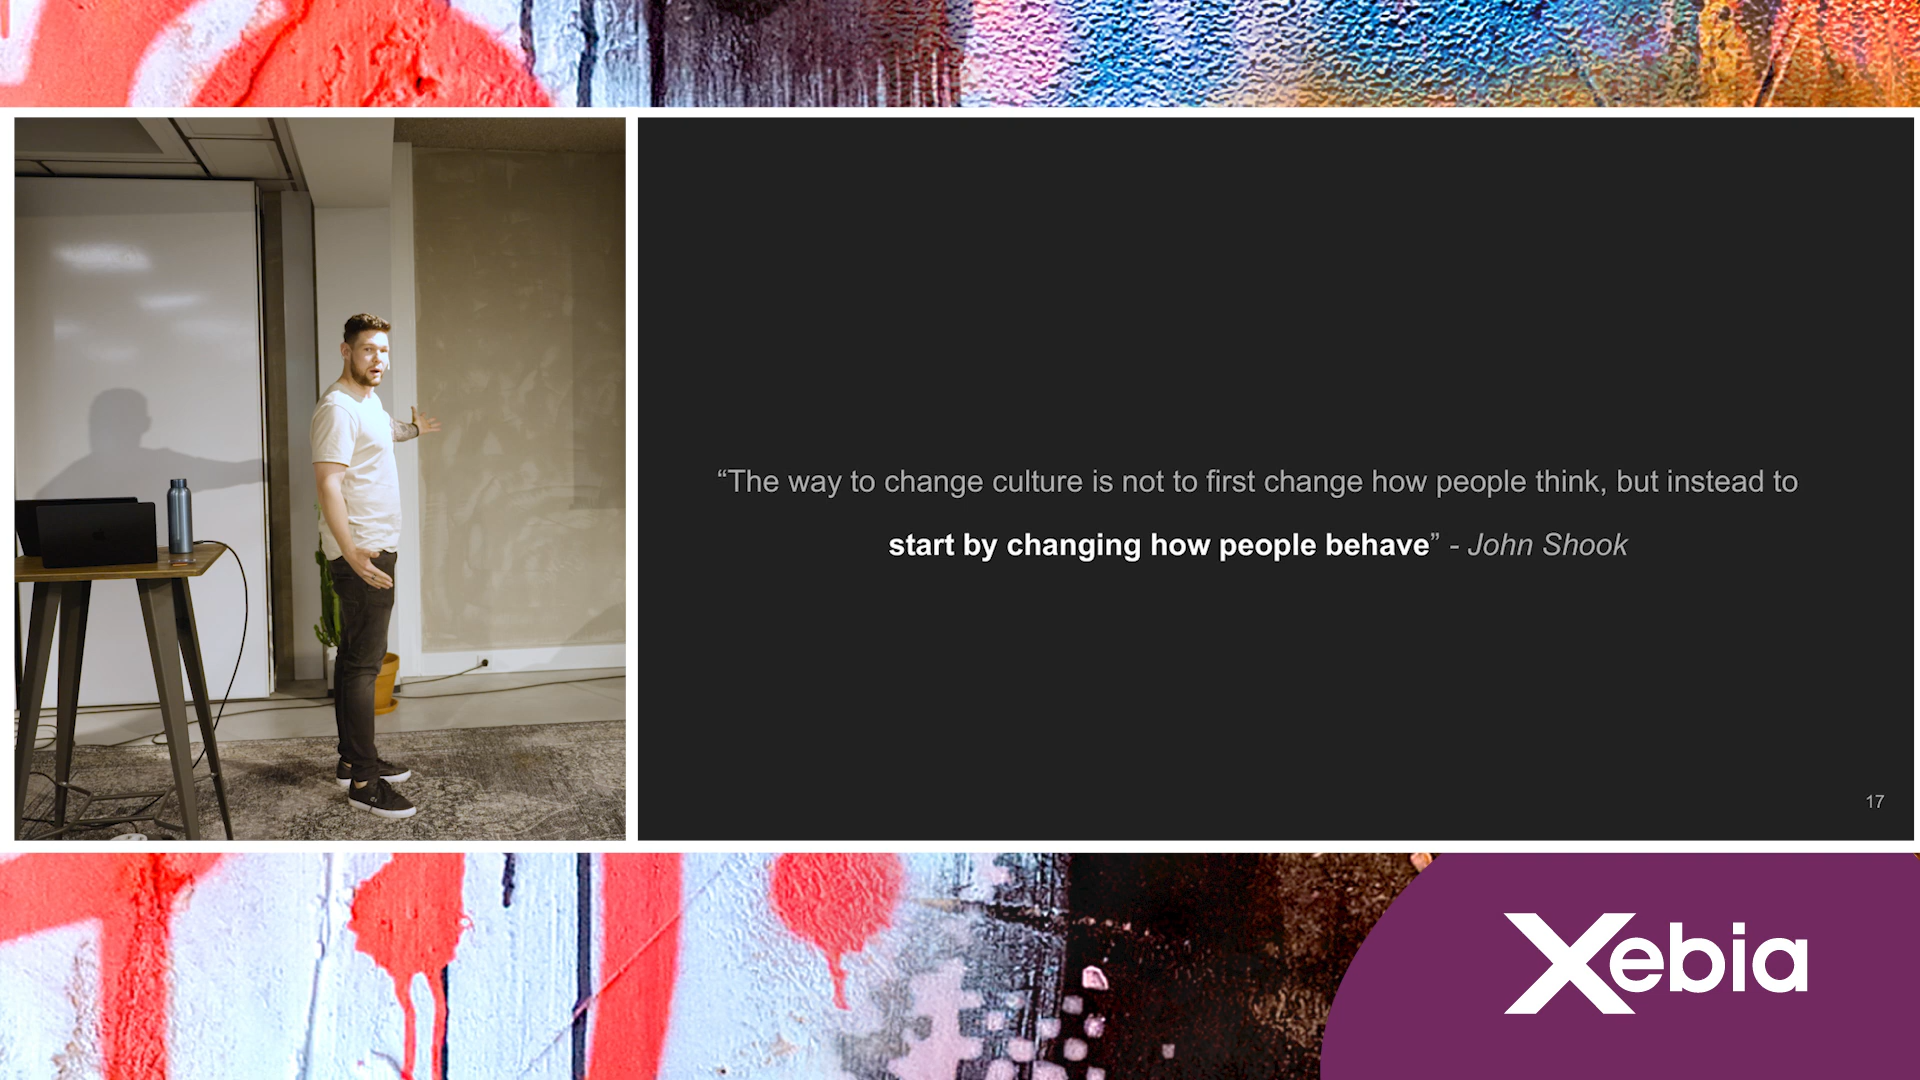 “The way to change culture is not to first change how people think, but instead to
start by changing how people behave” - John Shook
17
Xebia